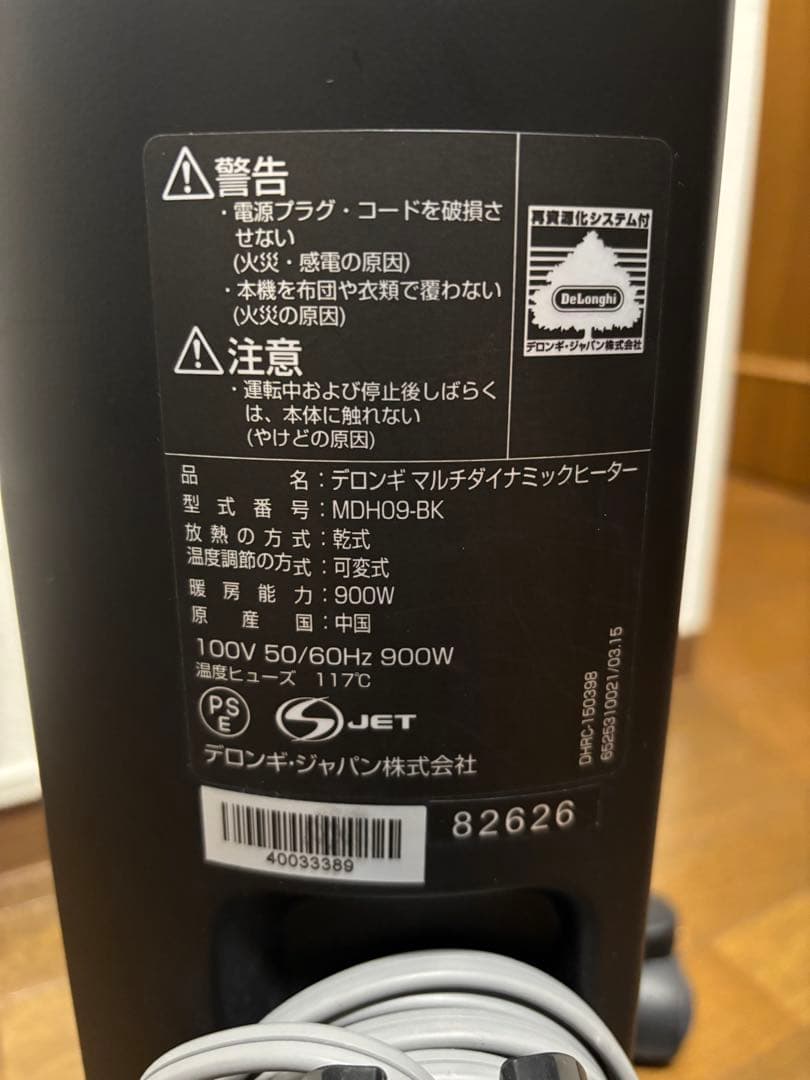 警告
・電源プラグ・コードを破損さ
せない
(火災・感電の原因)
・本機を布団や衣類で覆わない
(火災の原因)
注意
・運転中および停止後しばらく
は、本体に触れない
(やけどの原因)
再資源化システム付
DeLonghi
デロンギ・ジャパン株式会社
品名：デロンギ マルチダイナミックヒーター
型式番号：MDH09-BK
放熱の方式：乾式
温度調節の方式：可変式
暖房能力：900W
原産国：中国
100V 50/60Hz 900W
温度ヒューズ 117℃
PSE
JET
デロンギ・ジャパン株式会社
DHRC-15039B
6525310021/03.15
40033389
82626